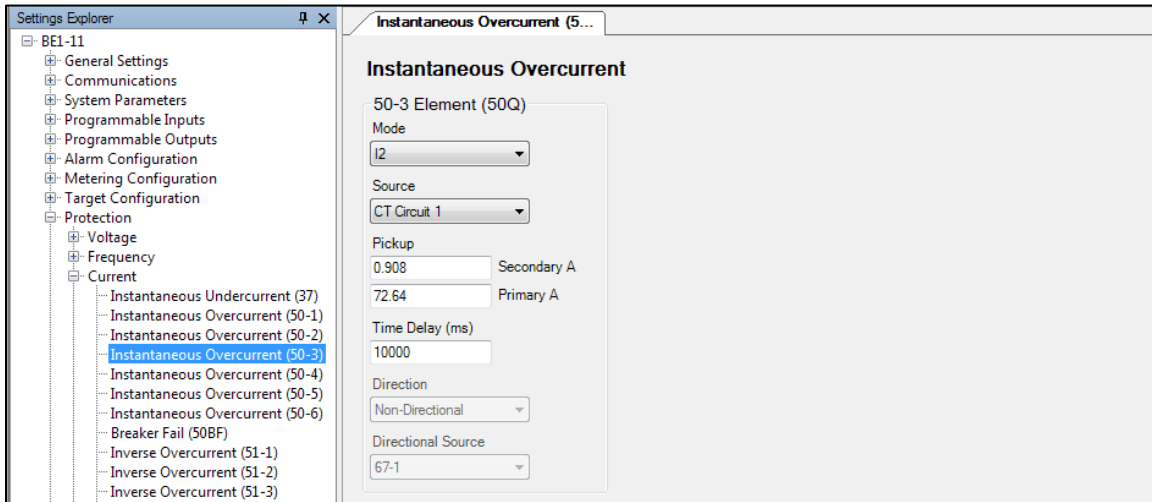 Settings Explorer
BE1-11
General Settings
Communications
System Parameters
Programmable Inputs
Programmable Outputs
Alarm Configuration
Metering Configuration
Target Configuration
Protection
Voltage
Frequency
Current
Instantaneous Undercurrent (37)
Instantaneous Overcurrent (50-1)
Instantaneous Overcurrent (50-2)
Instantaneous Overcurrent (50-3)
Instantaneous Overcurrent (50-4)
Instantaneous Overcurrent (50-5)
Instantaneous Overcurrent (50-6)
Breaker Fail (50BF)
Inverse Overcurrent (51-1)
Inverse Overcurrent (51-2)
Inverse Overcurrent (51-3)
Instantaneous Overcurrent (5...
Instantaneous Overcurrent
50-3 Element (50Q)
Mode
I2
Source
CT Circuit 1
Pickup
0.908 Secondary A
72.64 Primary A
Time Delay (ms)
10000
Direction
Non-Directional
Directional Source
67-1